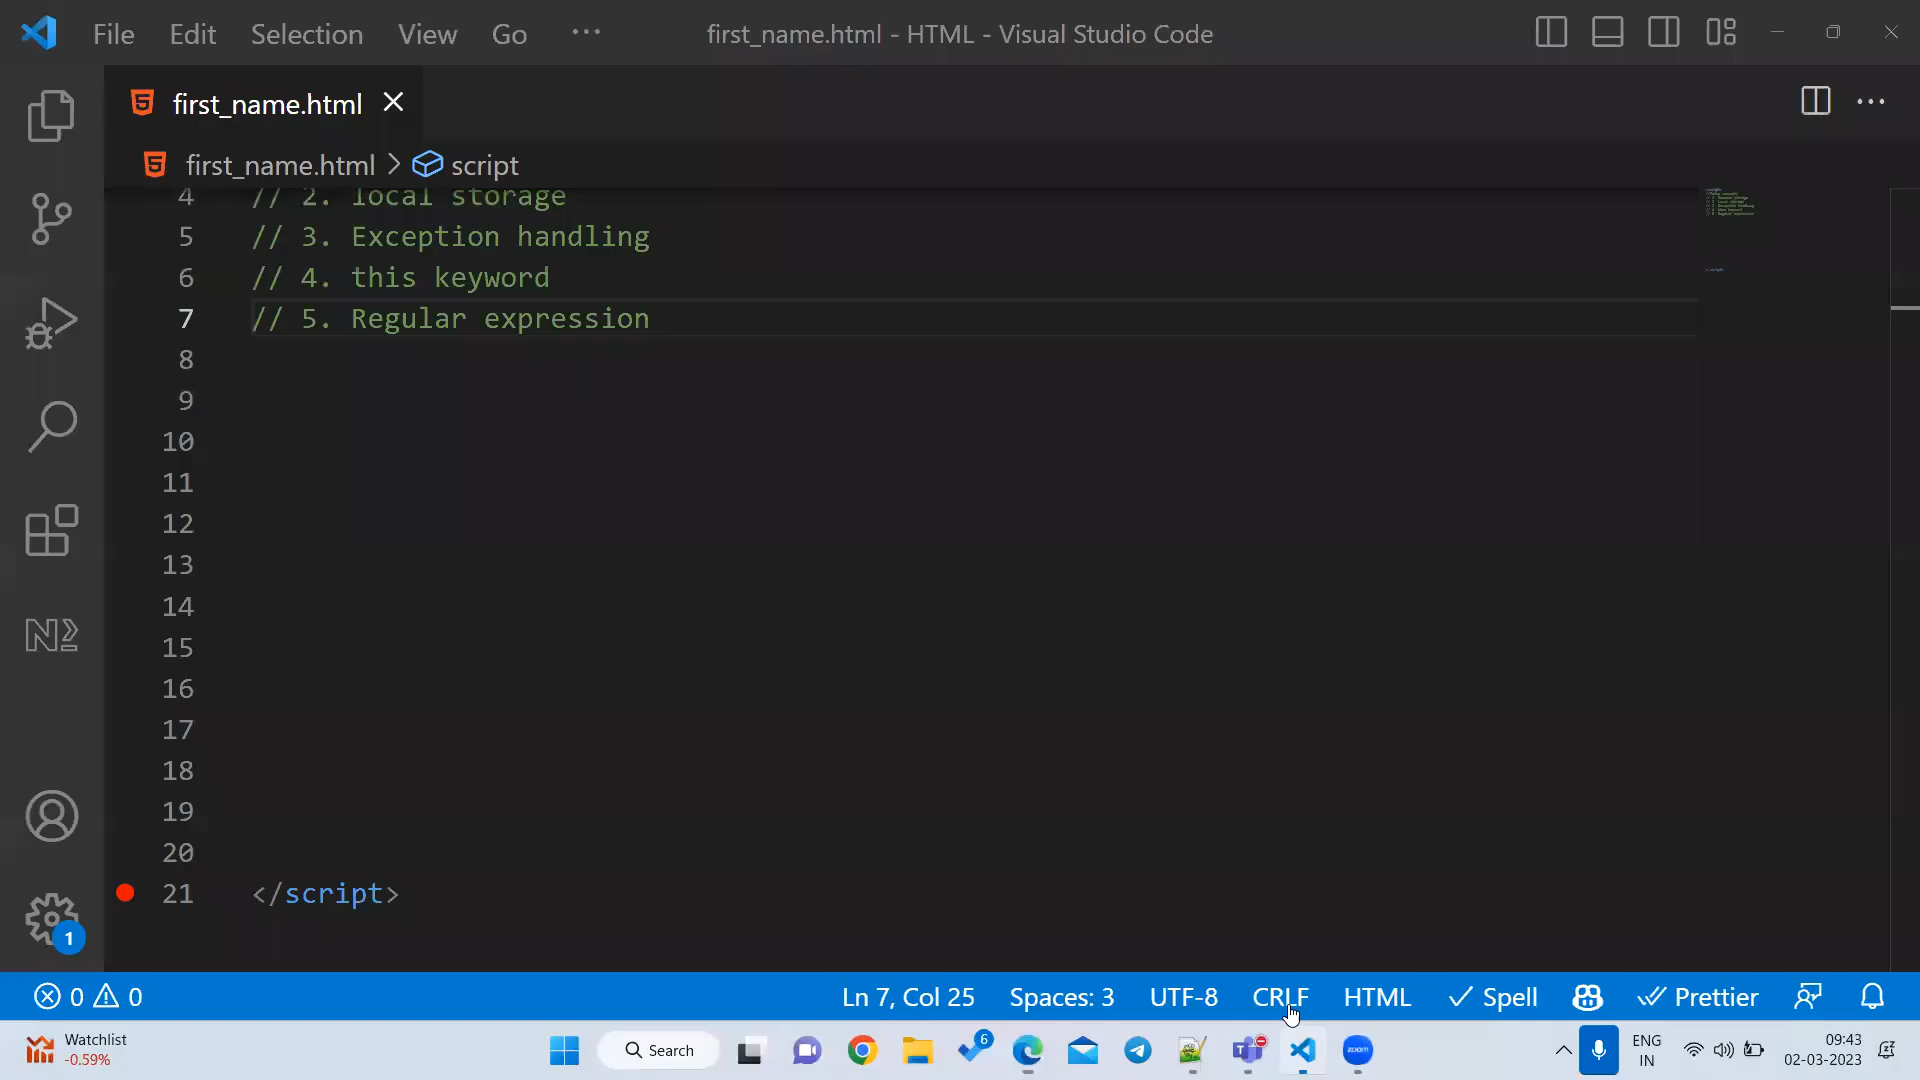 File Edit Selection View Go ··· first_name.html - HTML - Visual Studio Code
first_name.html
first_name.html > script
4 // 2. local storage
5 // 3. Exception handling
6 // 4. this keyword
7 // 5. Regular expression
8
9
10
11
12
13
14
15
16
17
18
19
20
21 </script>
1
0 0 Ln 7, Col 25 Spaces: 3 UTF-8 CRLF HTML Spell Prettier
Watchlist
-0.59%
Search
6
zoom
ENG
IN
09:43
02-03-2023